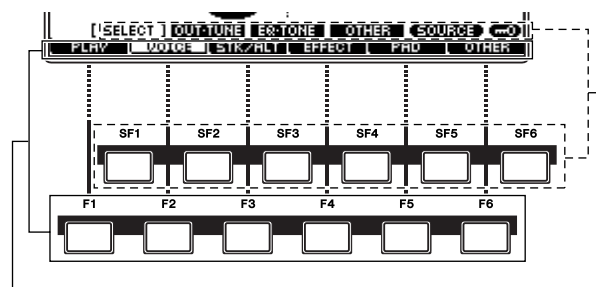 [SELECT] OUT-TUNE EQ-TONE OTHER SOURCE
PLAY VOICE STK/ALT EFFECT PAD OTHER
SF1 SF2 SF3 SF4 SF5 SF6
F1 F2 F3 F4 F5 F6